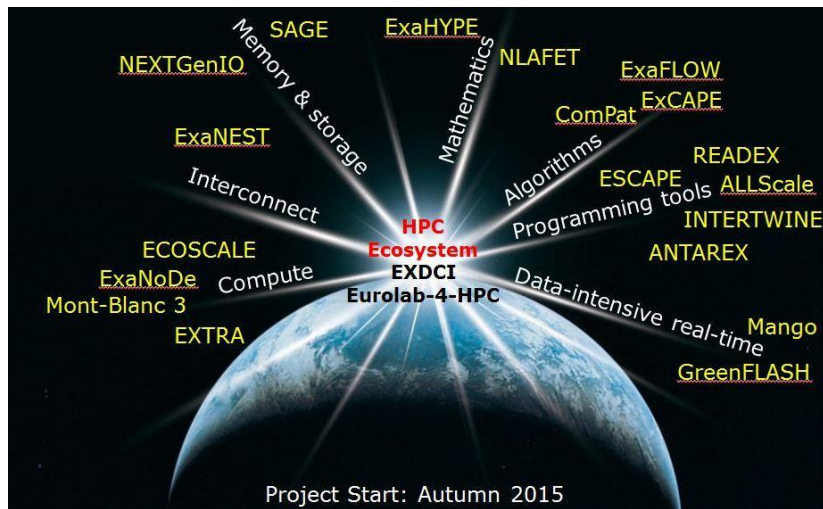 SAGE
ExaHYPE
NLAFET
NEXTGenIO
Memory & storage
Mathematics
ExaFLOW
ExCAPE
ComPat
ExaNEST
Algorithms
READEX
ESCAPE
ALLScale
Interconnect
Programming tools
INTERTWINE
HPC
Ecosystem
EXDCI
Eurolab-4-HPC
ECOSCALE
ANTAREX
ExaNoDe
Compute
Mont-Blanc 3
Data-intensive real-time
Mango
EXTRA
GreenFLASH
Project Start: Autumn 2015